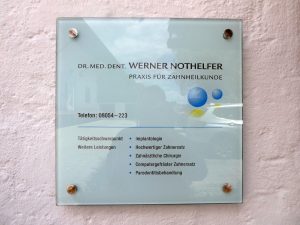 DR. MED. DENT. WERNER NOTHELFER
PRAXIS FÜR ZAHNHEILKUNDE
Telefon: 08054–223
Tätigkeitsschwerpunkt • Implantologie
Weitere Leistungen • Hochwertiger Zahnersatz
• Zahnärztliche Chirurgie
• Computergefräster Zahnersatz
• Parodontitisbehandlung